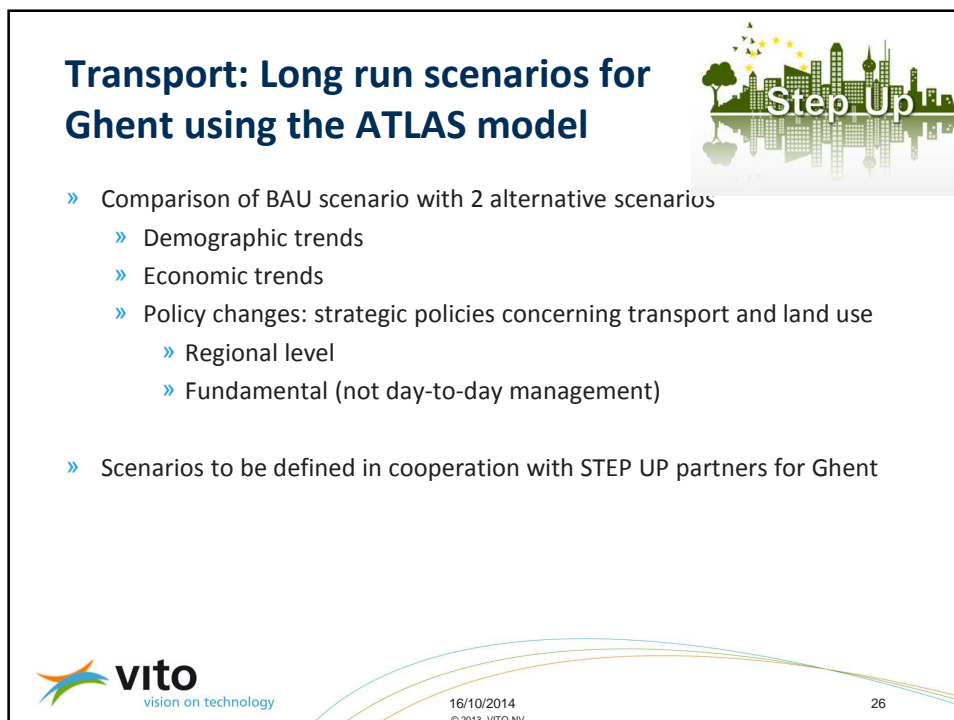 Transport: Long run scenarios for
Ghent using the ATLAS model
Step Up
» Comparison of BAU scenario with 2 alternative scenarios
» Demographic trends
» Economic trends
» Policy changes: strategic policies concerning transport and land use
» Regional level
» Fundamental (not day-to-day management)
» Scenarios to be defined in cooperation with STEP UP partners for Ghent
vito
vision on technology
16/10/2014
26
© 2013, VITO NV